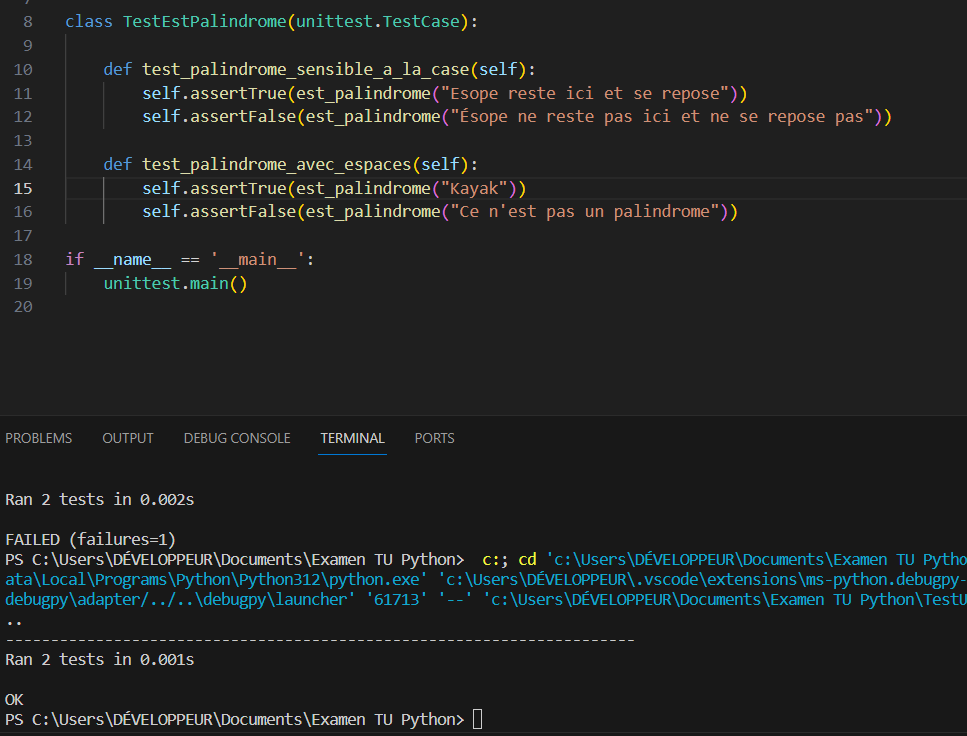 8 class TestEstPalindrome(unittest.TestCase):
9
10 def test_palindrome_sensible_a_la_case(self):
11 self.assertTrue(est_palindrome("Esope reste ici et se repose"))
12 self.assertFalse(est_palindrome("Ésope ne reste pas ici et ne se repose pas"))
13
14 def test_palindrome_avec_espaces(self):
15 self.assertTrue(est_palindrome("Kayak"))
16 self.assertFalse(est_palindrome("Ce n'est pas un palindrome"))
17
18 if __name__ == '__main__':
19 unittest.main()
20
PROBLEMS OUTPUT DEBUG CONSOLE TERMINAL PORTS
Ran 2 tests in 0.002s
FAILED (failures=1)
PS C:\Users\DÉVELOPPEUR\Documents\Examen TU Python> c:; cd 'c:\Users\DÉVELOPPEUR\Documents\Examen TU Pytho
ata\Local\Programs\Python\Python312\python.exe' 'c:\Users\DÉVELOPPEUR\.vscode\extensions\ms-python.debugpy-
debugpy\adapter/../..\debugpy\launcher' '61713' '--' 'c:\Users\DÉVELOPPEUR\Documents\Examen TU Python\TestU
..
----------------------------------------------------------------------
Ran 2 tests in 0.001s
OK
PS C:\Users\DÉVELOPPEUR\Documents\Examen TU Python>